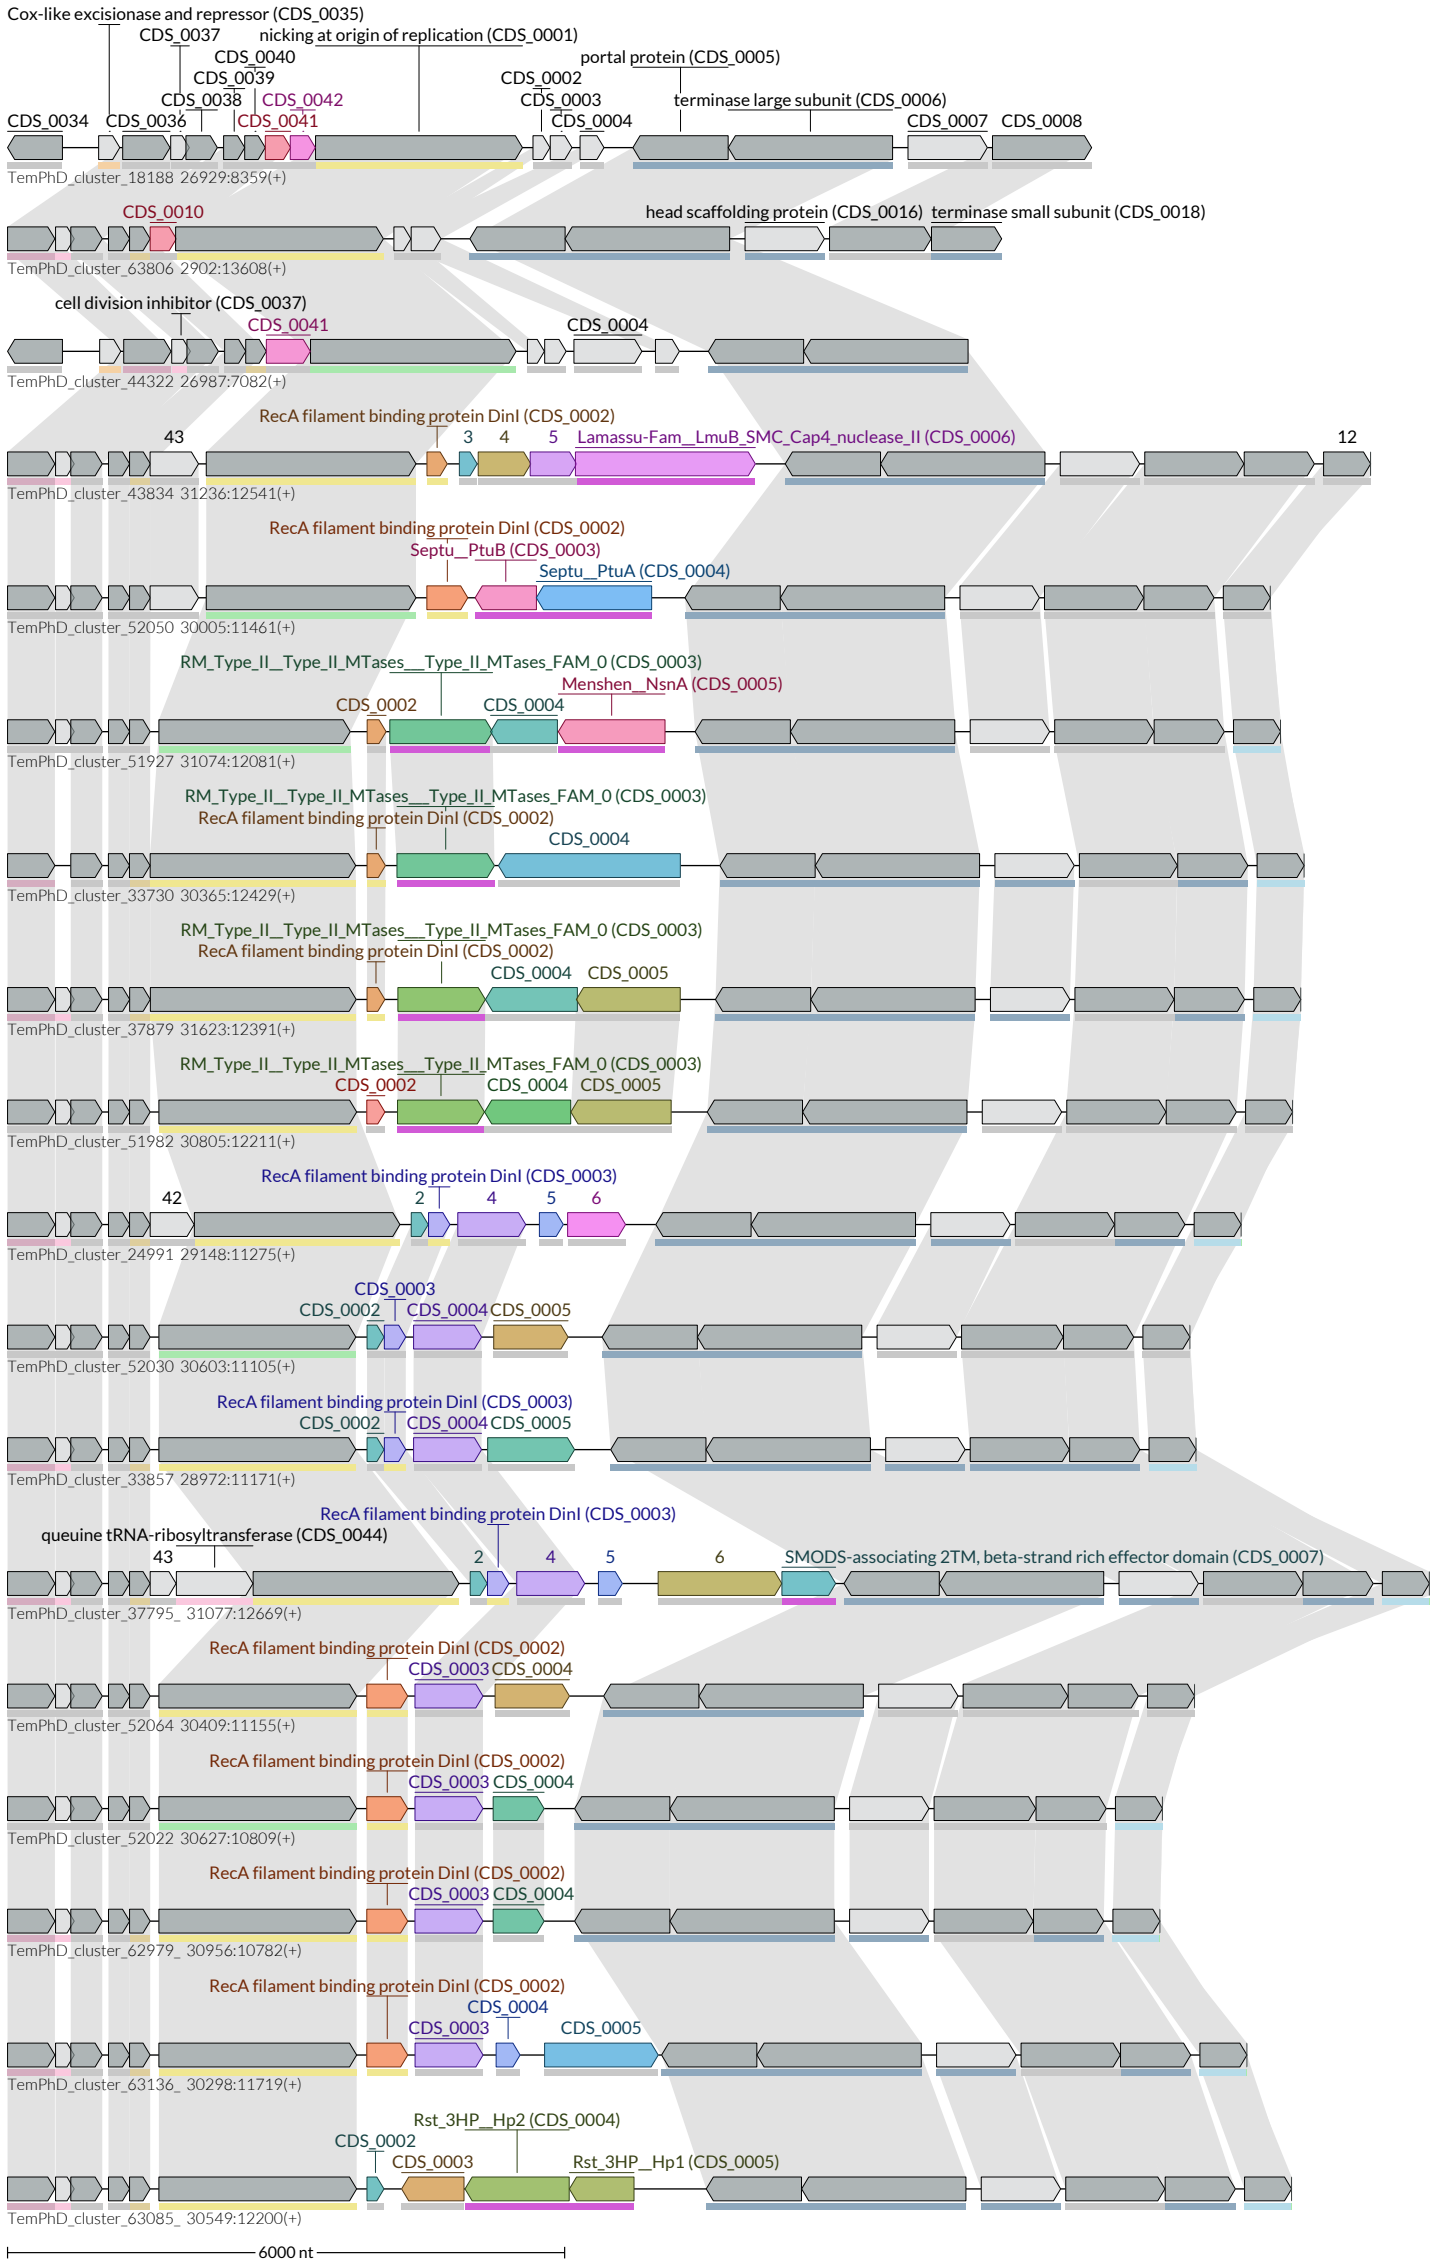 Cox-like excisionase and repressor (CDS_0035)
CDS_0037 nicking at origin of replication (CDS_0001)
CDS_0040 portal protein (CDS_0005)
CDS_0039 CDS_0002
CDS_0038 CDS_0042 CDS_0003 terminase large subunit (CDS_0006)
CDS_0034 CDS_0036 CDS_0041 CDS_0004 CDS_0007 CDS_0008
TemPhD_cluster_18188 26929:8359(+)
CDS_0010 head scaffolding protein (CDS_0016) terminase small subunit (CDS_0018)
TemPhD_cluster_63806 2902:13608(+)
cell division inhibitor (CDS_0037)
CDS_0041 CDS_0004
TemPhD_cluster_44322 26987:7082(+)
RecA filament binding protein DinI (CDS_0002)
43 3 4 5 Lamassu-Fam__LmuB_SMC_Cap4_nuclease_II (CDS_0006) 12
TemPhD_cluster_43834 31236:12541(+)
RecA filament binding protein DinI (CDS_0002)
Septu__PtuB (CDS_0003)
Septu__PtuA (CDS_0004)
TemPhD_cluster_52050 30005:11461(+)
RM_Type_II__Type_II_MTases___Type_II_MTases_FAM_0 (CDS_0003)
Menshen__NsnA (CDS_0005)
CDS_0002 CDS_0004
TemPhD_cluster_51927 31074:12081(+)
RM_Type_II__Type_II_MTases___Type_II_MTases_FAM_0 (CDS_0003)
RecA filament binding protein DinI (CDS_0002)
CDS_0004
TemPhD_cluster_33730 30365:12429(+)
RM_Type_II__Type_II_MTases___Type_II_MTases_FAM_0 (CDS_0003)
RecA filament binding protein DinI (CDS_0002)
CDS_0004 CDS_0005
TemPhD_cluster_37879 31623:12391(+)
RM_Type_II__Type_II_MTases___Type_II_MTases_FAM_0 (CDS_0003)
CDS_0002 CDS_0004 CDS_0005
TemPhD_cluster_51982 30805:12211(+)
RecA filament binding protein DinI (CDS_0003)
42 2 4 5 6
TemPhD_cluster_24991 29148:11275(+)
CDS_0003
CDS_0002 CDS_0004 CDS_0005
TemPhD_cluster_52030 30603:11105(+)
RecA filament binding protein DinI (CDS_0003)
CDS_0002 CDS_0004 CDS_0005
TemPhD_cluster_33857 28972:11171(+)
RecA filament binding protein DinI (CDS_0003)
queuine tRNA-ribosyltransferase (CDS_0044)
43 2 4 5 6 SMODS-associating 2TM, beta-strand rich effector domain (CDS_0007)
TemPhD_cluster_37795_ 31077:12669(+)
RecA filament binding protein DinI (CDS_0002)
CDS_0003 CDS_0004
TemPhD_cluster_52064 30409:11155(+)
RecA filament binding protein DinI (CDS_0002)
CDS_0003 CDS_0004
TemPhD_cluster_52022 30627:10809(+)
RecA filament binding protein DinI (CDS_0002)
CDS_0003 CDS_0004
TemPhD_cluster_62979_ 30956:10782(+)
RecA filament binding protein DinI (CDS_0002)
CDS_0004
CDS_0003 CDS_0005
TemPhD_cluster_63136_ 30298:11719(+)
Rst_3HP__Hp2 (CDS_0004)
CDS_0002
CDS_0003 Rst_3HP__Hp1 (CDS_0005)
TemPhD_cluster_63085_ 30549:12200(+)
6000 nt